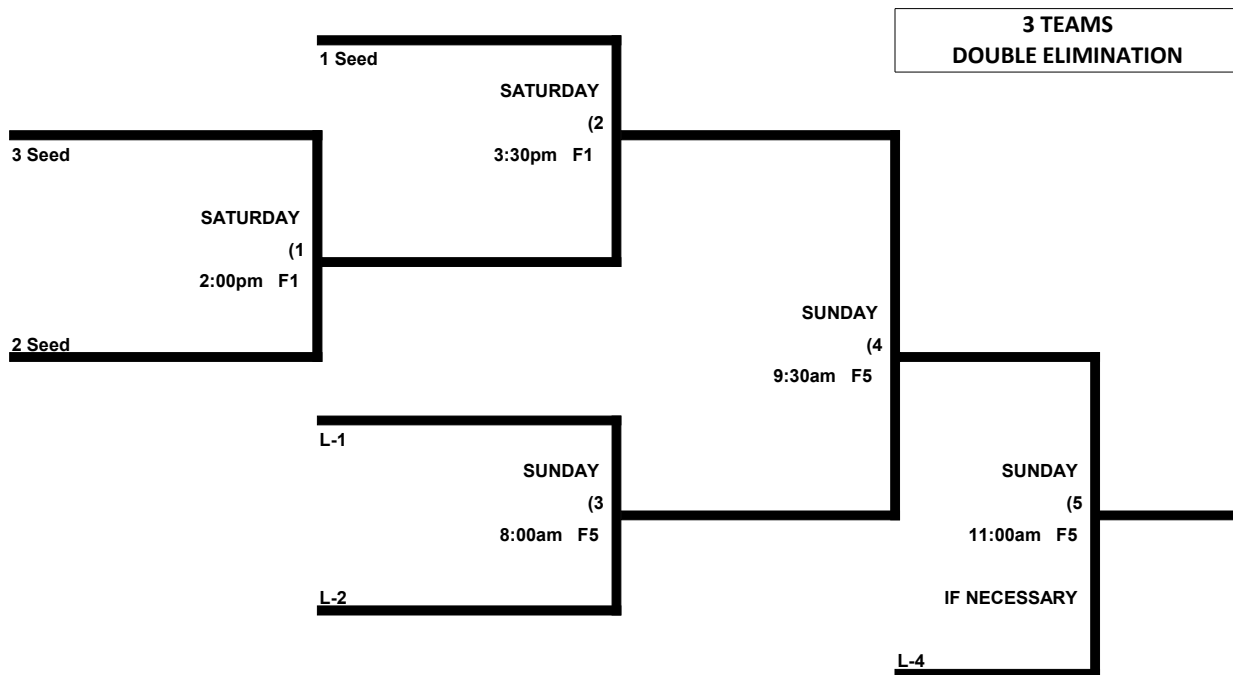 3 TEAMS
DOUBLE ELIMINATION
1 Seed
SATURDAY
(2
3:30pm F1
3 Seed
SATURDAY
(1
2:00pm F1
2 Seed
SUNDAY
(4
9:30am F5
L-1
SUNDAY
(3
8:00am F5
L-2
SUNDAY
(5
11:00am F5
IF NECESSARY
L-4